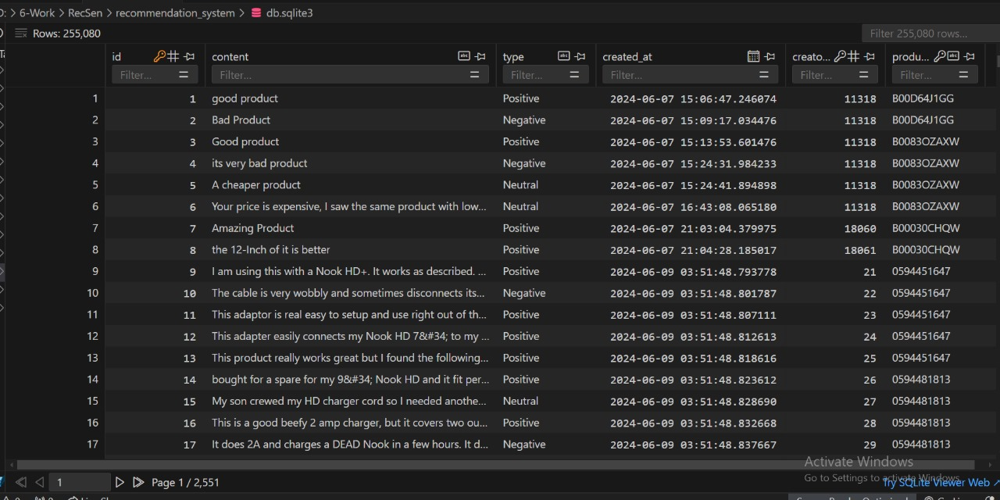 6-Work > RecSen > recommendation_system > db.sqlite3
Rows: 255,080 Filter 255,080 rows...
id content type created_at creato... produ...
Filter... Filter... Filter... Filter... Filter... Filter...
1 1 good product Positive 2024-06-07 15:06:47.246074 11318 B00D64J1GG
2 2 Bad Product Negative 2024-06-07 15:09:17.034476 11318 B00D64J1GG
3 3 Good product Positive 2024-06-07 15:13:53.601476 11318 B0083OZAXW
4 4 its very bad product Negative 2024-06-07 15:24:31.984233 11318 B0083OZAXW
5 5 A cheaper product Neutral 2024-06-07 15:24:41.894898 11318 B0083OZAXW
6 6 Your price is expensive, I saw the same product with low... Neutral 2024-06-07 16:43:08.065180 11318 B0083OZAXW
7 7 Amazing Product Positive 2024-06-07 21:03:04.379975 18060 B00030CHQW
8 8 the 12-Inch of it is better Positive 2024-06-07 21:04:28.185017 18061 B00030CHQW
9 9 I am using this with a Nook HD+. It works as described. ... Positive 2024-06-09 03:51:48.793778 21 0594451647
10 10 The cable is very wobbly and sometimes disconnects its... Negative 2024-06-09 03:51:48.801787 22 0594451647
11 11 This adaptor is real easy to setup and use right out of th... Positive 2024-06-09 03:51:48.807111 23 0594451647
12 12 This adapter easily connects my Nook HD 7&#34; to my ... Positive 2024-06-09 03:51:48.812613 24 0594451647
13 13 This product really works great but I found the following... Positive 2024-06-09 03:51:48.818616 25 0594451647
14 14 bought for a spare for my 9&#34; Nook HD and it fit per... Positive 2024-06-09 03:51:48.823612 26 0594481813
15 15 My son crewed my HD charger cord so I needed anothe... Neutral 2024-06-09 03:51:48.828690 27 0594481813
16 16 This is a good beefy 2 amp charger, but it covers two ou... Positive 2024-06-09 03:51:48.832668 28 0594481813
17 17 It does 2A and charges a DEAD Nook in a few hours. It d... Negative 2024-06-09 03:51:48.837667 29 0594481813
Activate Windows
Go to Settings to activate Windows.
1 Page 1 / 2,551 Try SQLite Viewer Web